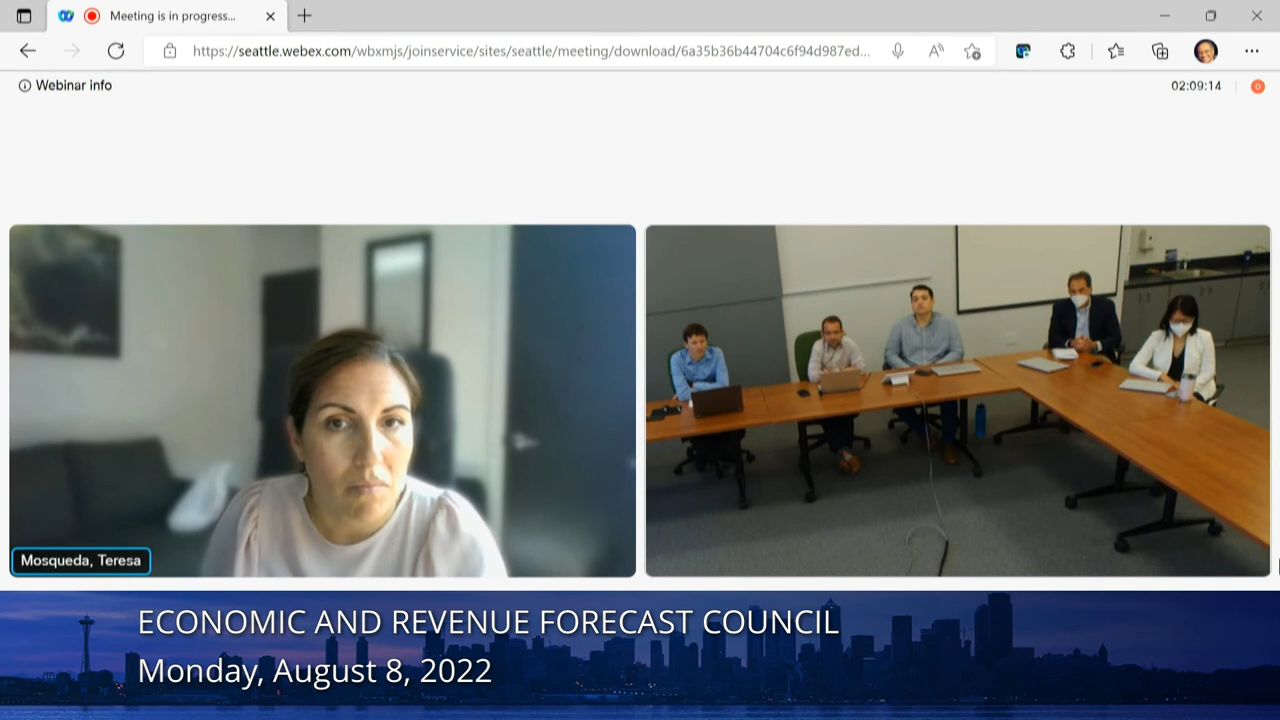 Meeting is in progress...
https://seattle.webex.com/wbxmjs/joinservice/sites/seattle/meeting/download/6a35b36b44704c6f94d987ed...
Webinar info
02:09:14
Mosqueda, Teresa
ECONOMIC AND REVENUE FORECAST COUNCIL
Monday, August 8, 2022